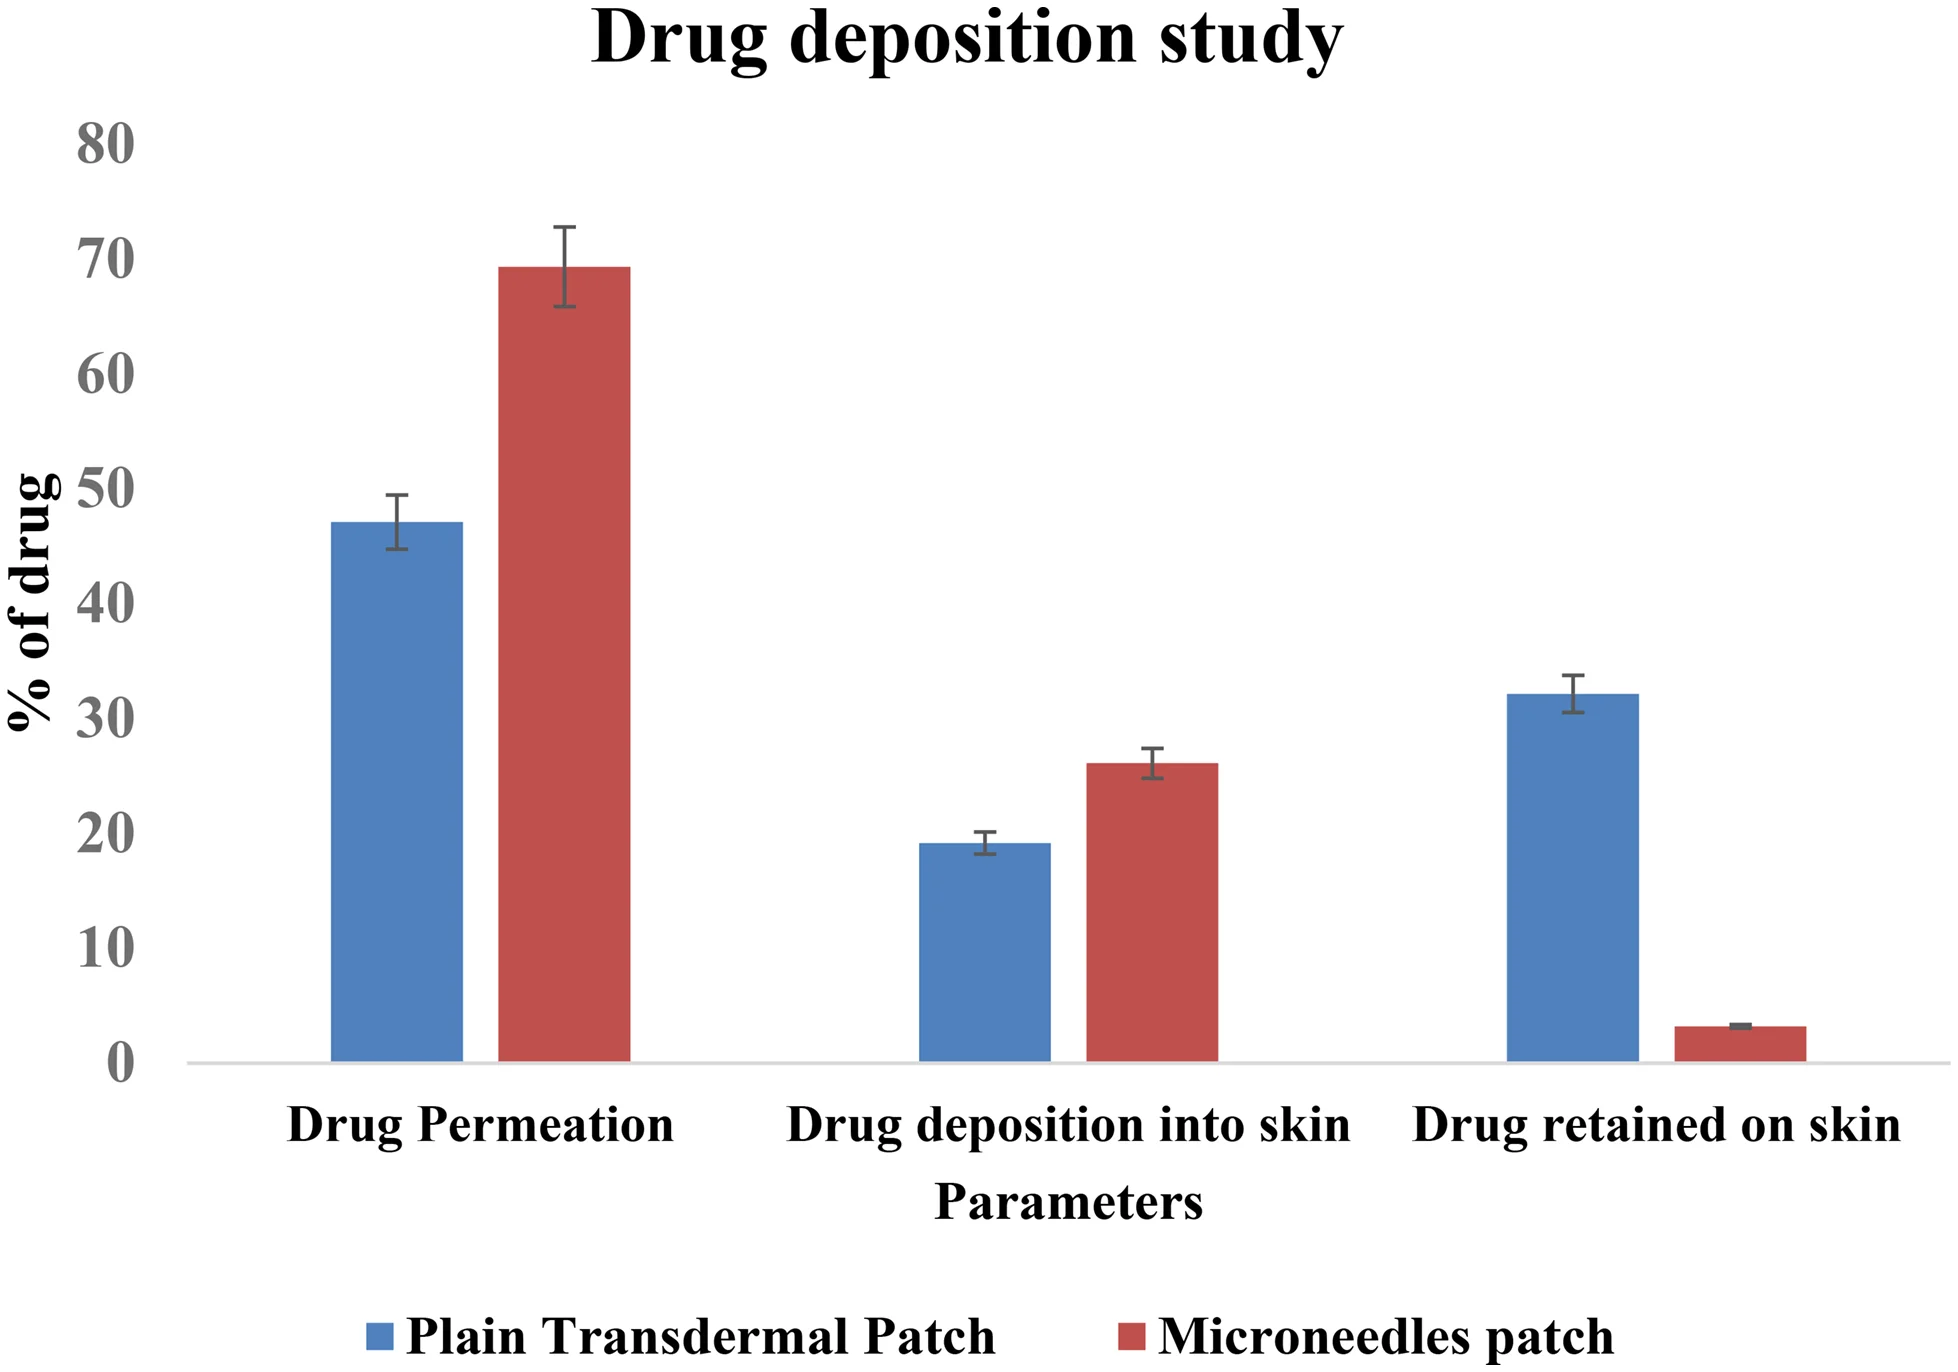 Drug deposition study
80
70
60
50
40
30
20
10
0
% of drug
Drug Permeation Drug deposition into skin Drug retained on skin
Parameters
Plain Transdermal Patch Microneedles patch